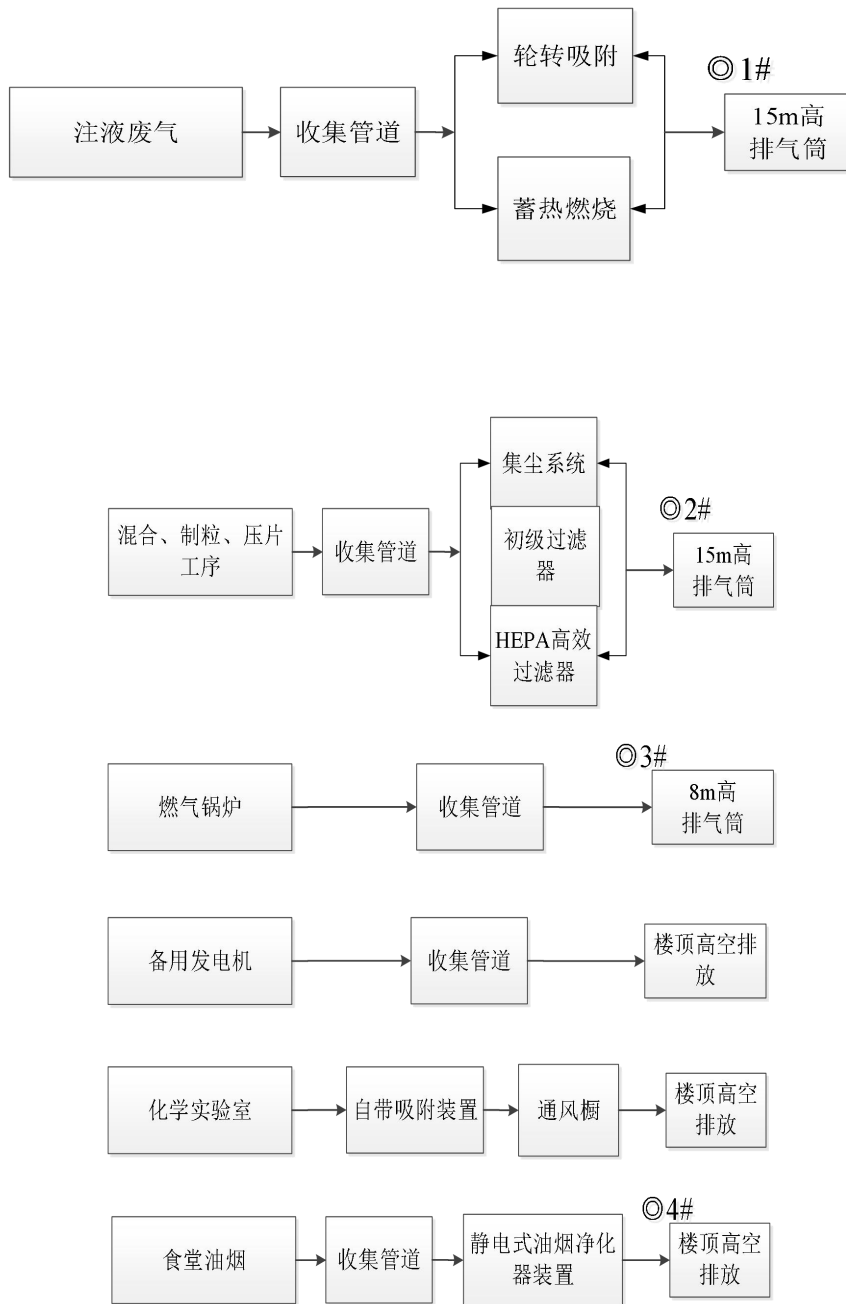 轮转吸附
◎1#
注液废气
收集管道
15m高
排气筒
蓄热燃烧
集尘系统
◎2#
混合、制粒、压片
工序
收集管道
初级过滤
器
15m高
排气筒
HEPA高效
过滤器
◎3#
燃气锅炉
收集管道
8m高
排气筒
备用发电机
收集管道
楼顶高空排
放
化学实验室
自带吸附装置
通风橱
楼顶高空
排放
◎4#
食堂油烟
收集管道
静电式油烟净化
器装置
楼顶高空
排放